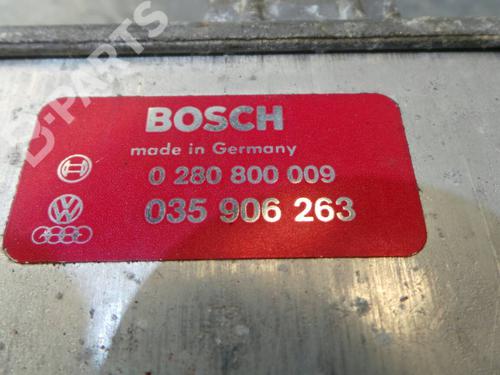 BOSCH
made in Germany
0 280 800 009
035 906 263
B-PARTS